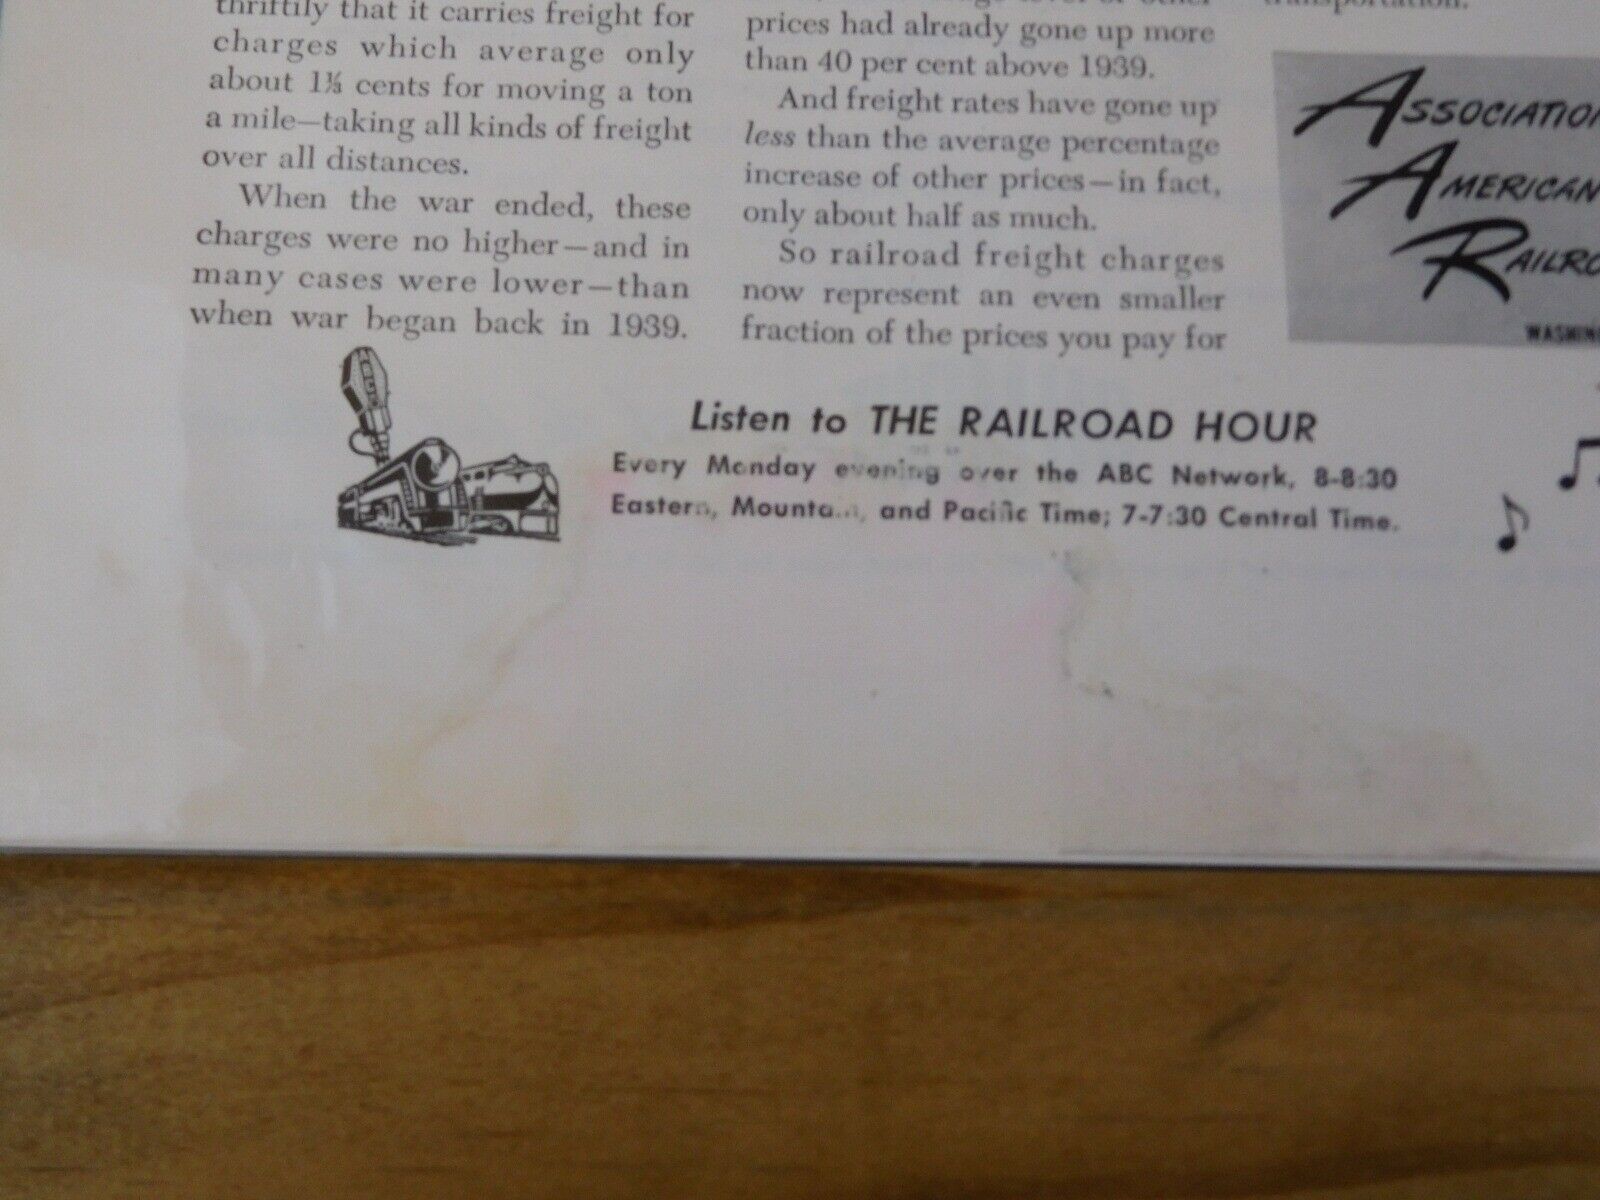 thriftily that it carries freight for
charges which average only
about 1⅓ cents for moving a ton
a mile—taking all kinds of freight
over all distances.
When the war ended, these
charges were no higher—and in
many cases were lower—than
when war began back in 1939.
prices had already gone up more
than 40 per cent above 1939.
And freight rates have gone up
less than the average percentage
increase of other prices—in fact,
only about half as much.
So railroad freight charges
now represent an even smaller
fraction of the prices you pay for
transportation.
ASSOCIATION
AMERICAN
RAILRO
WASHIN
ABC
Listen to THE RAILROAD HOUR
Every Monday evening over the ABC Network, 8-8:30
Eastern, Mountain, and Pacific Time; 7-7:30 Central Time.